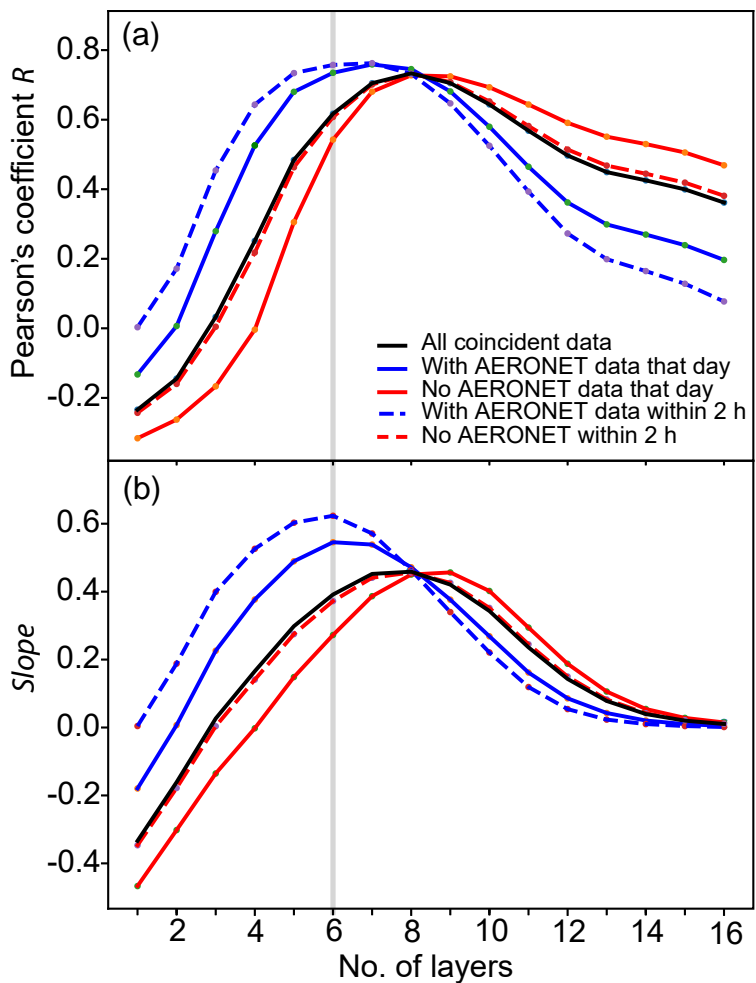 (a)
0.8
0.6
0.4
0.2
0.0
-0.2
Pearson's coefficient R
All coincident data
With AERONET data that day
No AERONET data that day
With AERONET data within 2 h
No AERONET within 2 h
(b)
0.6
0.4
0.2
0.0
-0.2
-0.4
Slope
2 4 6 8 10 12 14 16
No. of layers